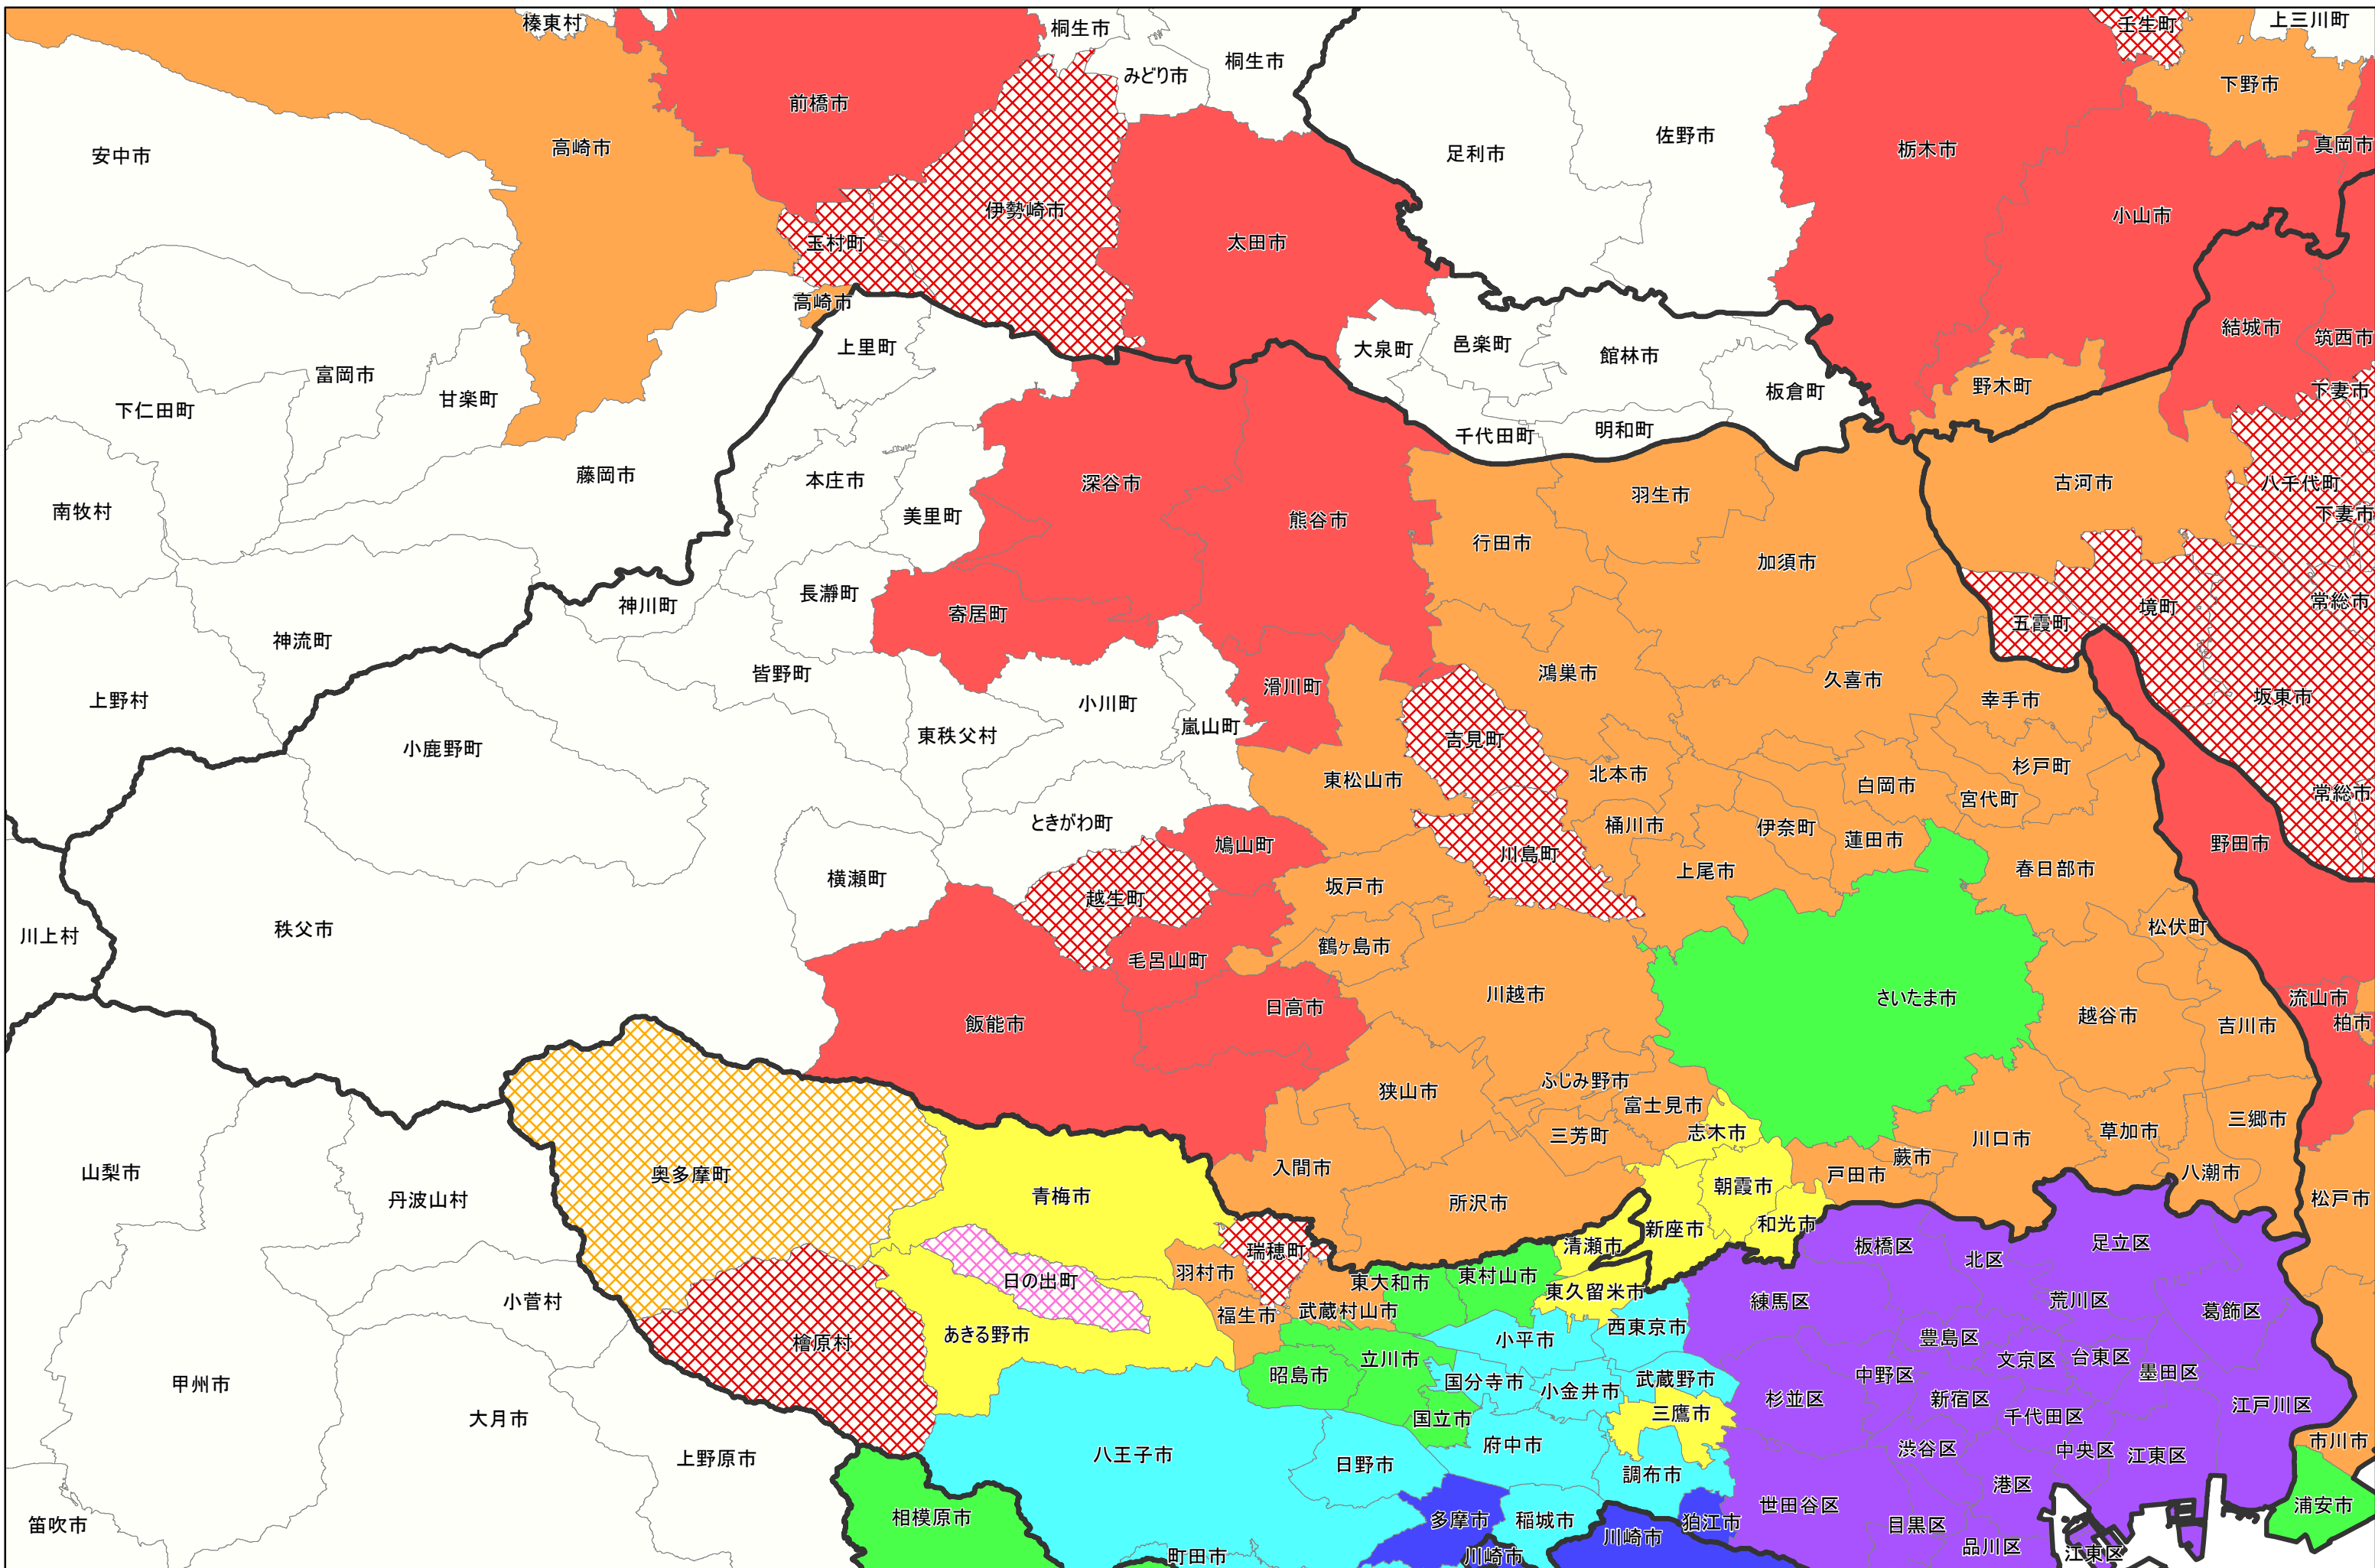 榛東村
桐生市
壬生町
上三川町
みどり市
桐生市
下野市
前橋市
高崎市
安中市
足利市
佐野市
栃木市
真岡市
伊勢崎市
小山市
玉村町
太田市
高崎市
上里町
大泉町
邑楽町
館林市
結城市
筑西市
富岡市
甘楽町
板倉町
野木町
下妻市
下仁田町
千代田町
明和町
藤岡市
本庄市
深谷市
羽生市
古河市
八千代町
南牧村
美里町
熊谷市
下妻市
行田市
加須市
神川町
長瀞町
寄居町
境町
常総市
五霞町
神流町
皆野町
鴻巣市
久喜市
上野村
小川町
滑川町
幸手市
坂東市
小鹿野町
東秩父村
嵐山町
吉見町
東松山市
北本市
杉戸町
白岡市
宮代町
常総市
ときがわ町
桶川市
伊奈町
鳩山町
川島町
蓮田市
野田市
横瀬町
越生町
坂戸市
上尾市
春日部市
川上村
秩父市
鶴ヶ島市
松伏町
毛呂山町
日高市
川越市
さいたま市
流山市
飯能市
越谷市
吉川市
柏市
狭山市
ふじみ野市
富士見市
三芳町
志木市
川口市
草加市
三郷市
山梨市
奥多摩町
入間市
戸田市
蕨市
八潮市
丹波山村
青梅市
所沢市
朝霞市
松戸市
新座市
和光市
瑞穂町
清瀬市
板橋区
北区
足立区
日の出町
羽村市
東大和市
東村山市
東久留米市
小菅村
福生市
武蔵村山市
練馬区
荒川区
葛飾区
檜原村
あきる野市
小平市
西東京市
豊島区
文京区
台東区
墨田区
甲州市
昭島市
立川市
国分寺市
小金井市
武蔵野市
中野区
杉並区
新宿区
江戸川区
大月市
国立市
三鷹市
千代田区
上野原市
八王子市
日野市
府中市
調布市
渋谷区
中央区
江東区
市川市
港区
笛吹市
相模原市
多摩市
稲城市
狛江市
世田谷区
目黒区
浦安市
川崎市
品川区
町田市
川崎市
江東区